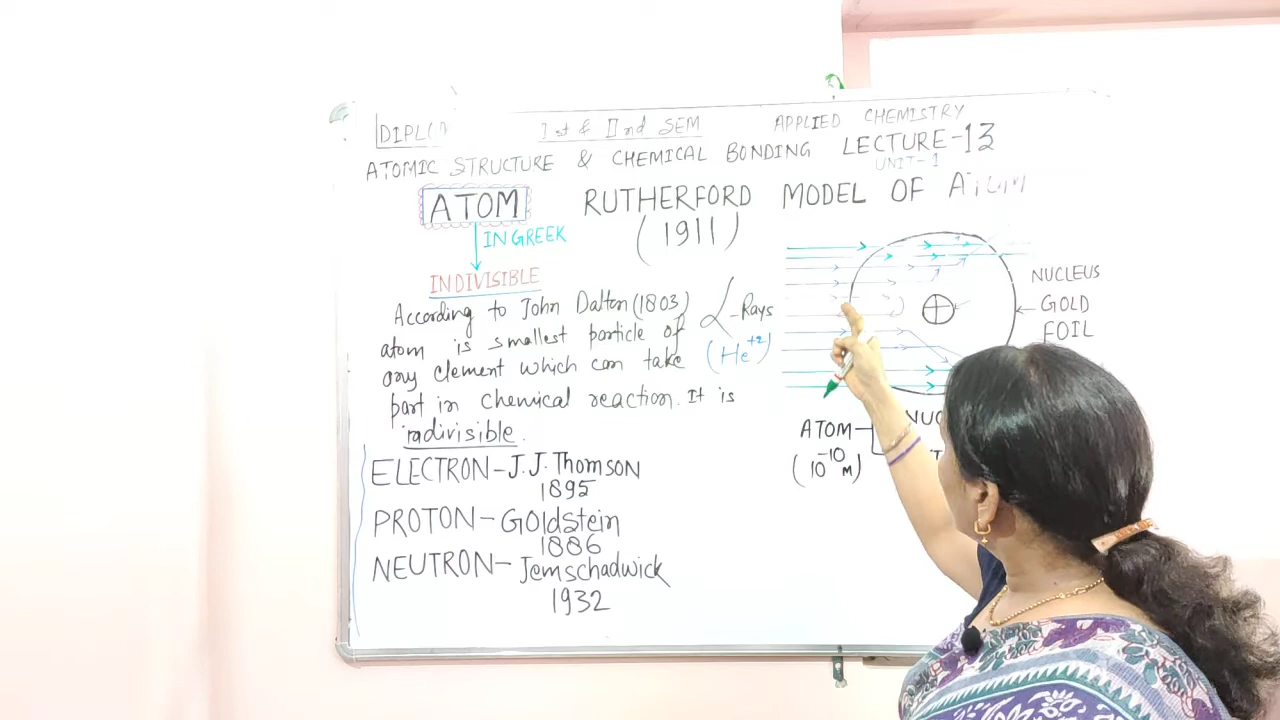 Ist & IInd SEM APPLIED CHEMISTRY
ATOMIC STRUCTURE & CHEMICAL BONDING LECTURE-13
UNIT-1
ATOM RUTHERFORD MODEL OF
(1911)
IN GREEK
INDIVISIBLE
According to John Dalton (1803)
atom is smallest particle of
any element which can take
part in chemical reaction. It is
indivisible.
α-Rays
(He+2)
NUCLEUS
GOLD
FOIL
ATOM
(10-10 M)
ELECTRON- J.J. Thomson
1895
PROTON- Goldstein
1886
NEUTRON- Jemschadwick
1932